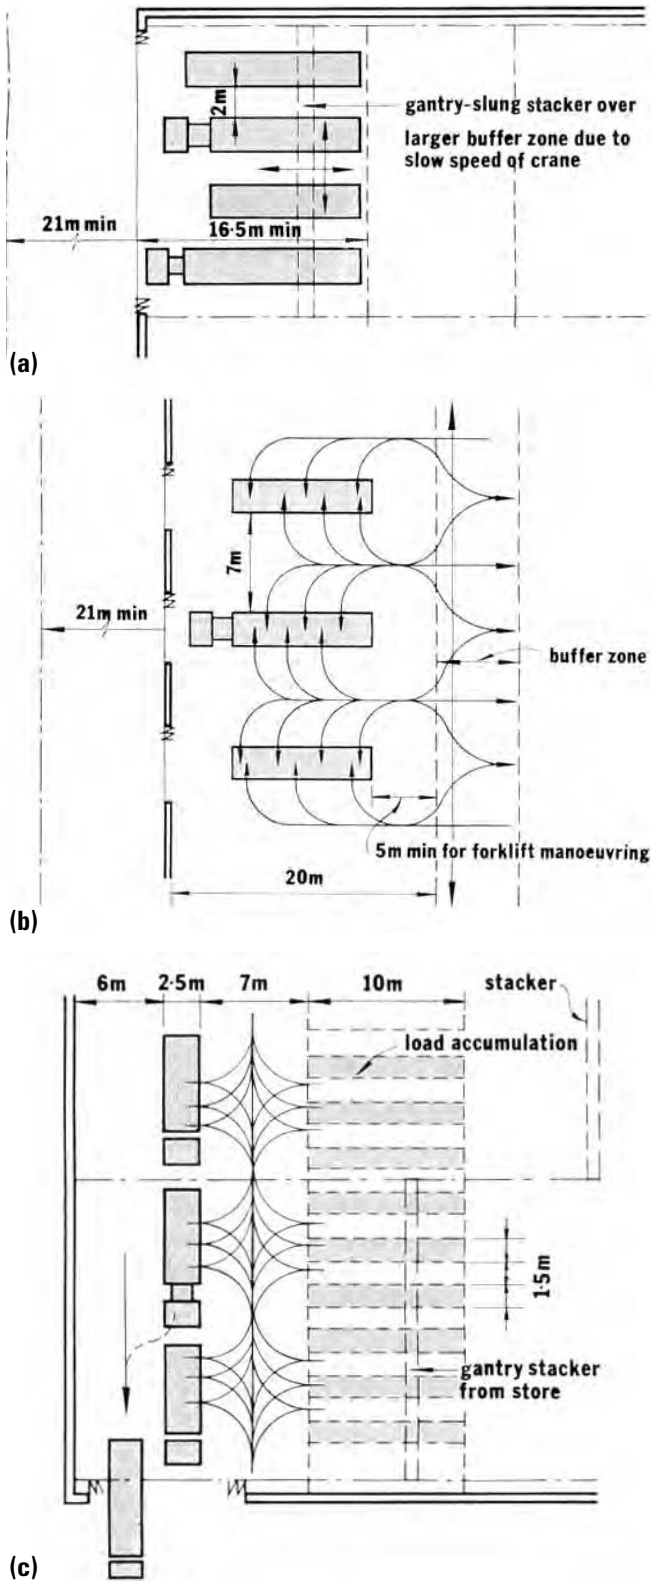 2m
gantry-slung stacker over
larger buffer zone due to
slow speed of crane
21m min
16·5m min
(a)
7m
21m min
buffer zone
5m min for forklift manoeuvring
20m
(b)
6m
2·5m
7m
10m
stacker
load accumulation
1·5m
gantry stacker
from store
(c)